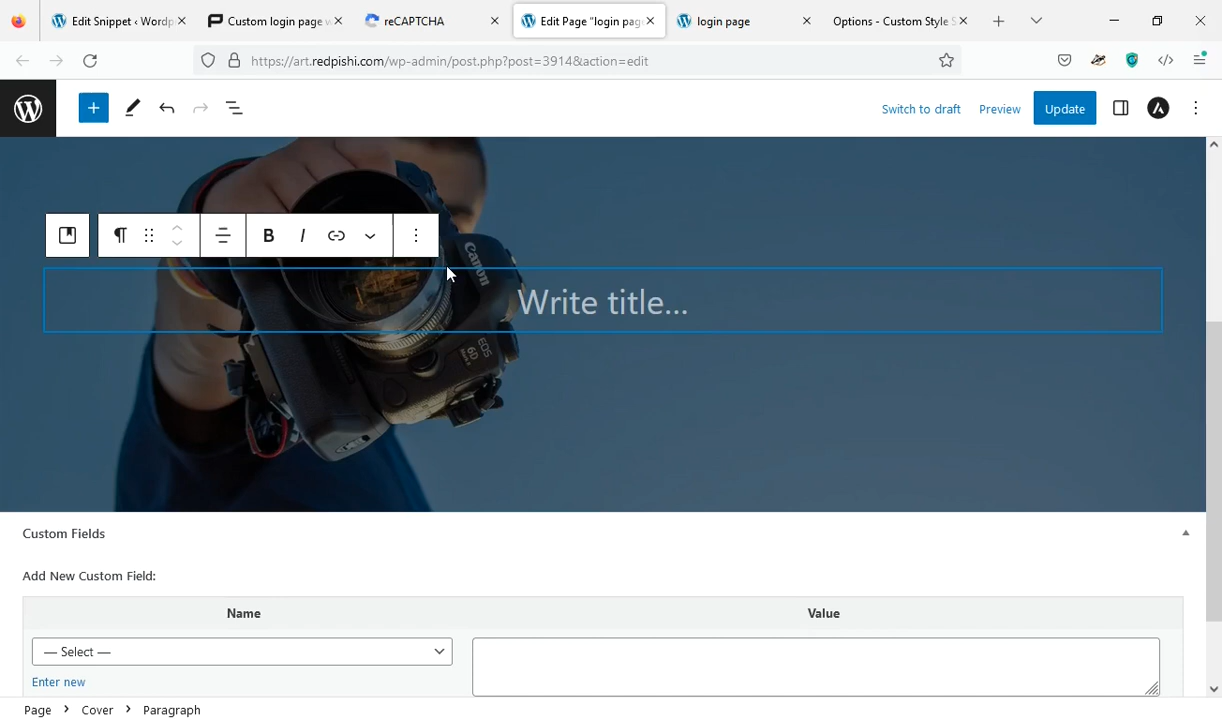 Edit Snippet ‹ Wordp
Custom login page w
reCAPTCHA
Edit Page "login pag
login page
Options - Custom Style S
https://art.redpishi.com/wp-admin/post.php?post=3914&action=edit
Switch to draft
Preview
Update
B I
Write title...
Canon
EOS
6D
Custom Fields
Add New Custom Field:
Name
Value
— Select —
Enter new
Page > Cover > Paragraph